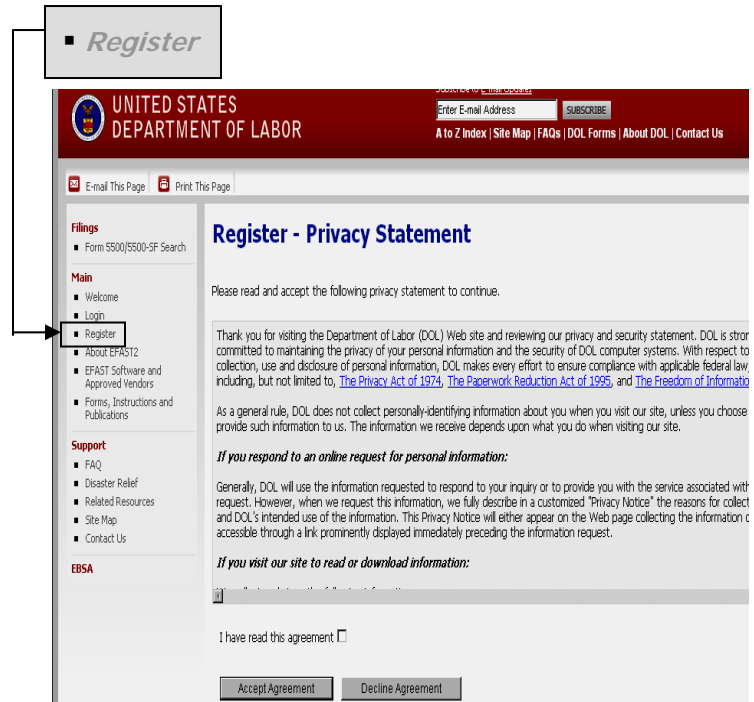 ▪ Register
Subscribe to E-mail Updates
UNITED STATES
DEPARTMENT OF LABOR
Enter E-mail Address SUBSCRIBE
A to Z Index | Site Map | FAQs | DOL Forms | About DOL | Contact Us
E-mail This Page Print This Page
Filings
▪ Form 5500/5500-SF Search
Main
▪ Welcome
▪ Login
▪ Register
▪ About EFAST2
▪ EFAST Software and
Approved Vendors
▪ Forms, Instructions and
Publications
Support
▪ FAQ
▪ Disaster Relief
▪ Related Resources
▪ Site Map
▪ Contact Us
EBSA
Register - Privacy Statement
Please read and accept the following privacy statement to continue.
Thank you for visiting the Department of Labor (DOL) Web site and reviewing our privacy and security statement. DOL is stron
committed to maintaining the privacy of your personal information and the security of DOL computer systems. With respect to
collection, use and disclosure of personal information, DOL makes every effort to ensure compliance with applicable federal law,
including, but not limited to, The Privacy Act of 1974, The Paperwork Reduction Act of 1995, and The Freedom of Informatio
As a general rule, DOL does not collect personally-identifying information about you when you visit our site, unless you choose
provide such information to us. The information we receive depends upon what you do when visiting our site.
If you respond to an online request for personal information:
Generally, DOL will use the information requested to respond to your inquiry or to provide you with the service associated with
request. However, when we request this information, we fully describe in a customized "Privacy Notice" the reasons for collect
and DOL's intended use of the information. This Privacy Notice will either appear on the Web page collecting the information o
accessible through a link prominently displayed immediately preceding the information request.
If you visit our site to read or download information:
I have read this agreement
Accept Agreement Decline Agreement